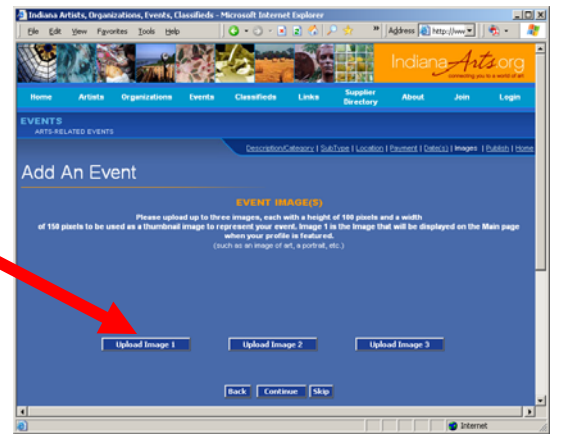 Indiana Artists, Organizations, Events, Classifieds - Microsoft Internet Explorer
File Edit View Favorites Tools Help
Address http://www
IndianaArts.org
connecting you to a world of art
Home Artists Organizations Events Classifieds Links Supplier Directory About Join Login
EVENTS
ARTS-RELATED EVENTS
Description/Category | SubType | Location | Payment | Date(s) | Images | Publish | Home
Add An Event
EVENT IMAGE(S)
Please upload up to three images, each with a height of 100 pixels and a width
of 150 pixels to be used as a thumbnail image to represent your event. Image 1 is the Image that will be displayed on the Main page
when your profile is featured.
(such as an image of art, a portrait, etc.)
Upload Image 1 Upload Image 2 Upload Image 3
Back Continue Skip
Internet